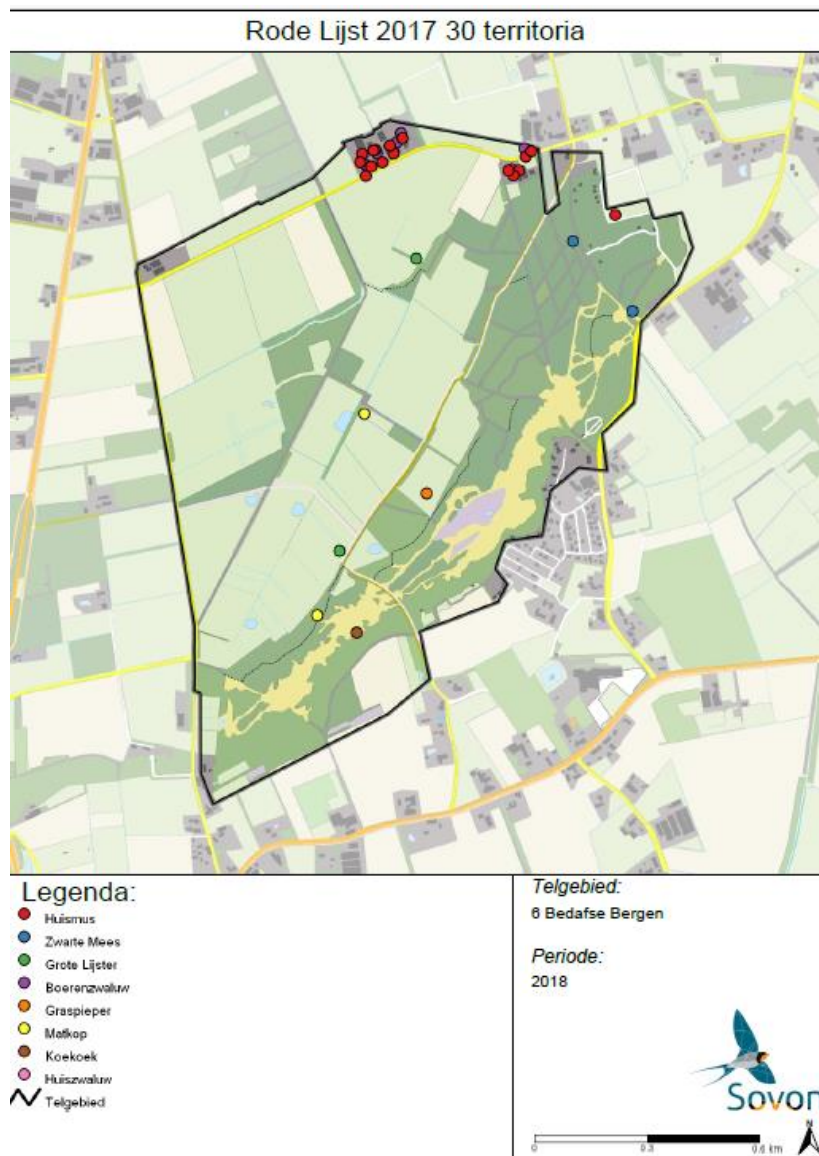 Rode Lijst 2017 30 territoria
Legenda:
Huismus
Zwarte Mees
Grote Lijster
Boerenzwaluw
Graspieper
Matkop
Koekoek
Huiszwaluw
Telgebied
Telgebied:
6 Bedafse Bergen
Periode:
2018
Sovon
N
0 0.3 0.6 km